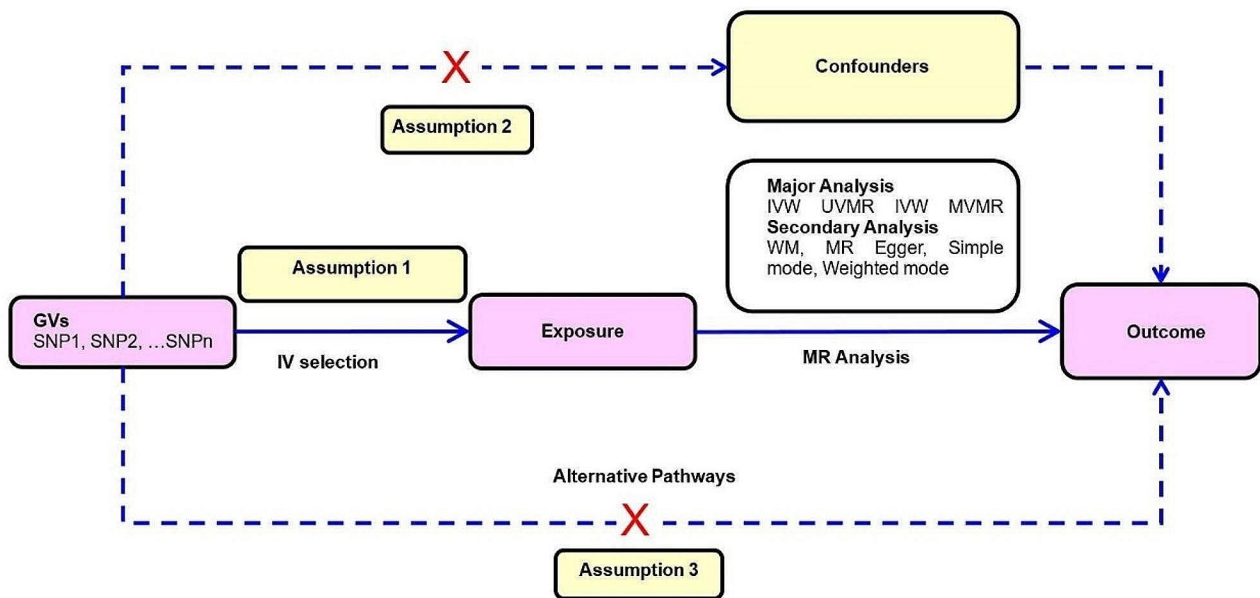 Confounders
X
Assumption 2
Major Analysis
IVW UVMR IVW MVMR
Secondary Analysis
WM, MR Egger, Simple
mode, Weighted mode
Assumption 1
GVs
SNP1, SNP2, ...SNPn
IV selection
Exposure
MR Analysis
Outcome
Alternative Pathways
X
Assumption 3